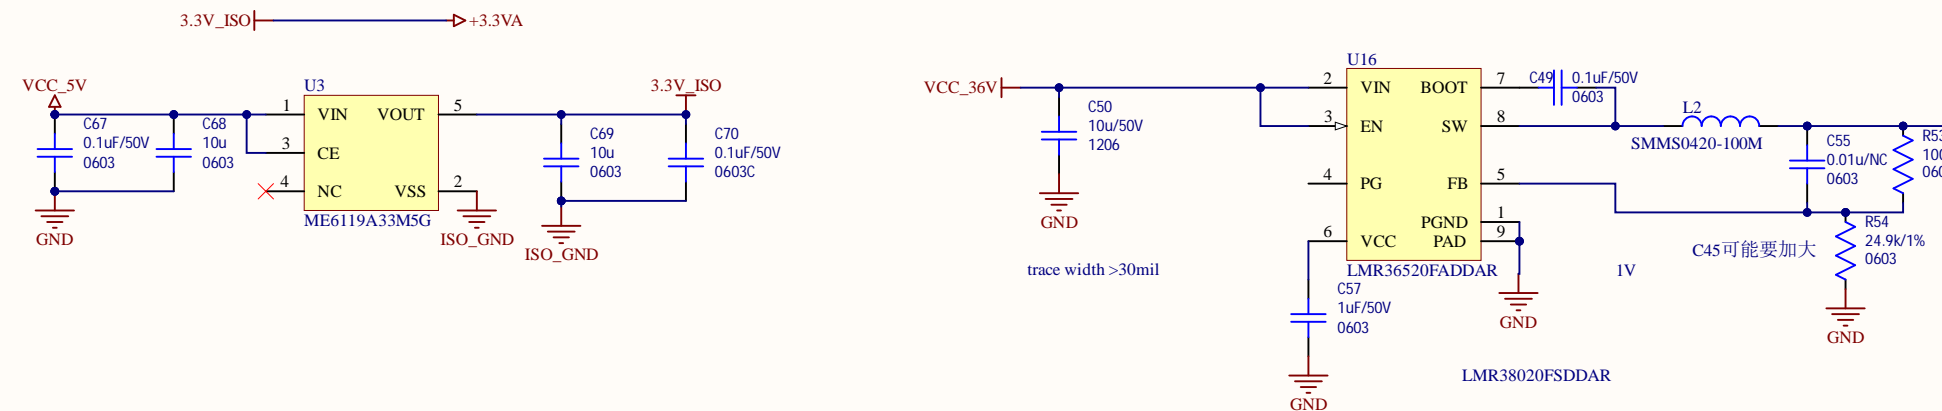 3.3V_ISO
+3.3VA
VCC_5V
U3
1
VIN
VOUT
5
3
CE
4
NC
VSS
2
ME6119A33M5G
C67
0.1uF/50V
0603
C68
10u
0603
GND
ISO_GND
3.3V_ISO
C69
10u
0603
C70
0.1uF/50V
0603C
ISO_GND
VCC_36V
C50
10u/50V
1206
GND
trace width >30mil
U16
2
VIN
BOOT
7
3
EN
SW
8
4
PG
FB
5
PGND
1
6
VCC
PAD
9
LMR36520FADDAR
C49
0.1uF/50V
0603
L2
SMMS0420-100M
C55
0.01u/NC
0603
R53
100
060
R54
24.9k/1%
0603
GND
C45可能要加大
1V
C57
1uF/50V
0603
GND
GND
LMR38020FSDDAR